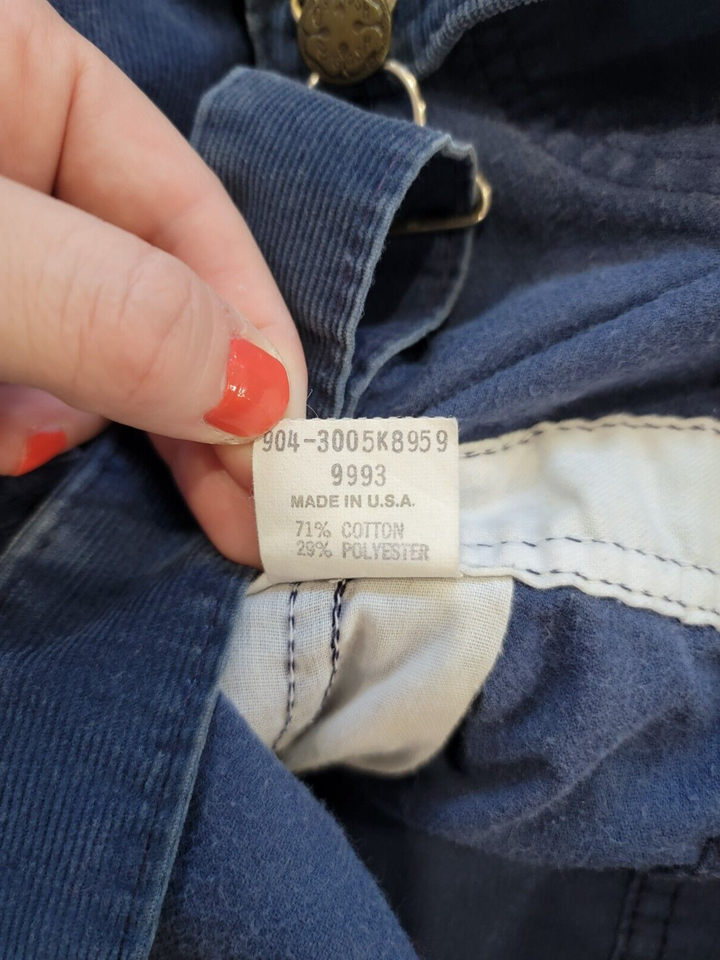 904-3005K8959
9993
MADE IN U.S.A.
71% COTTON
29% POLYESTER